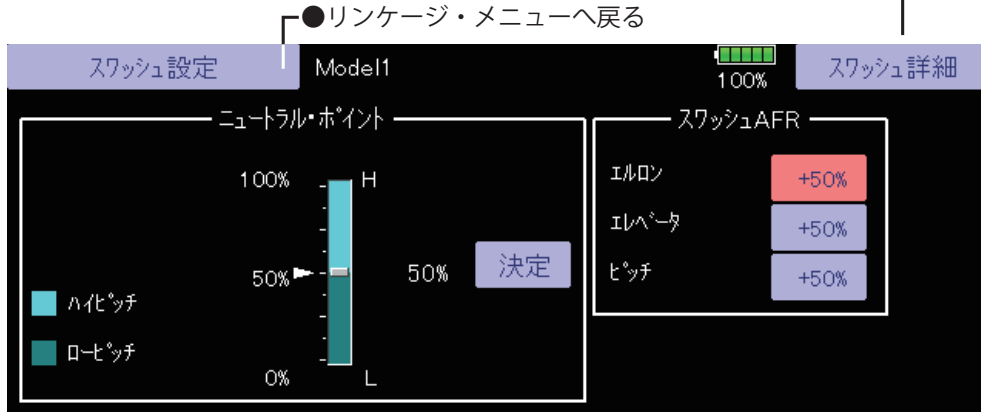 ●リンケージ・メニューへ戻る
スワッシュ設定 Model1 100% スワッシュ詳細
ニュートラル・ポイント スワッシュAFR
100% H エルロン +50%
エレベータ +50%
50% 50% 決定 ピッチ +50%
ハイピッチ
ローピッチ
0% L